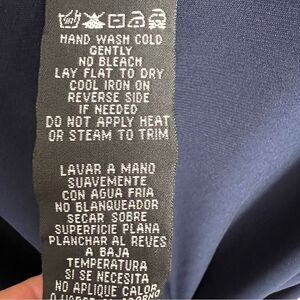 HAND WASH COLD
GENTLY
NO BLEACH
LAY FLAT TO DRY
COOL IRON ON
REVERSE SIDE
IF NEEDED
DO NOT APPLY HEAT
OR STEAM TO TRIM
LAVAR A MANO
SUAVEMENTE
CON AGUA FRIA
NO BLANQUEADOR
SECAR SOBRE
SUPERFICIE PLANA
PLANCHAR AL REVES
A BAJA
TEMPERATURA
SI SE NECESITA
NO APLIQUE CALOR